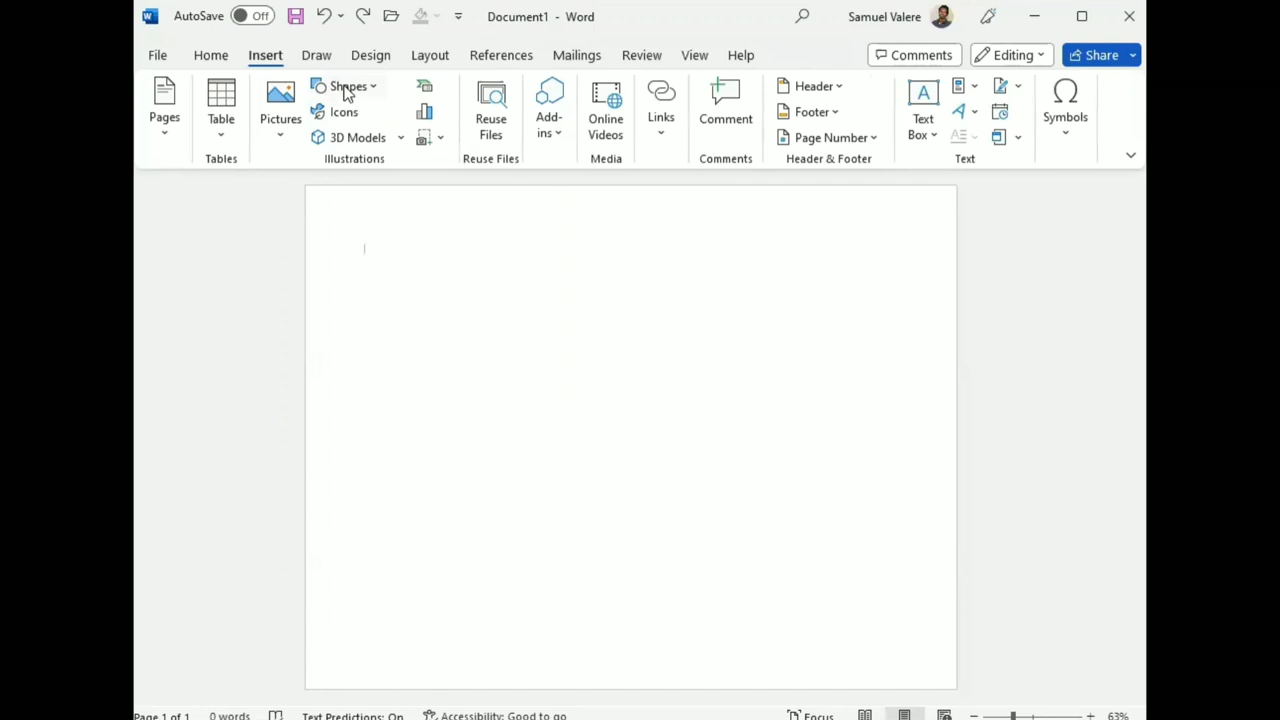 AutoSave Off Document1 - Word Samuel Valere
File Home Insert Draw Design Layout References Mailings Review View Help Comments Editing Share
Pages
Table
Pictures
Shapes
Icons
3D Models
Reuse
Files
Add-
ins
Online
Videos
Links
Comment
Header
Footer
Page Number
Text
Box
Symbols
Tables Illustrations Reuse Files Media Comments Header & Footer Text
Page 1 of 1 0 words Text Predictions: On Accessibility: Good to go Focus 63%